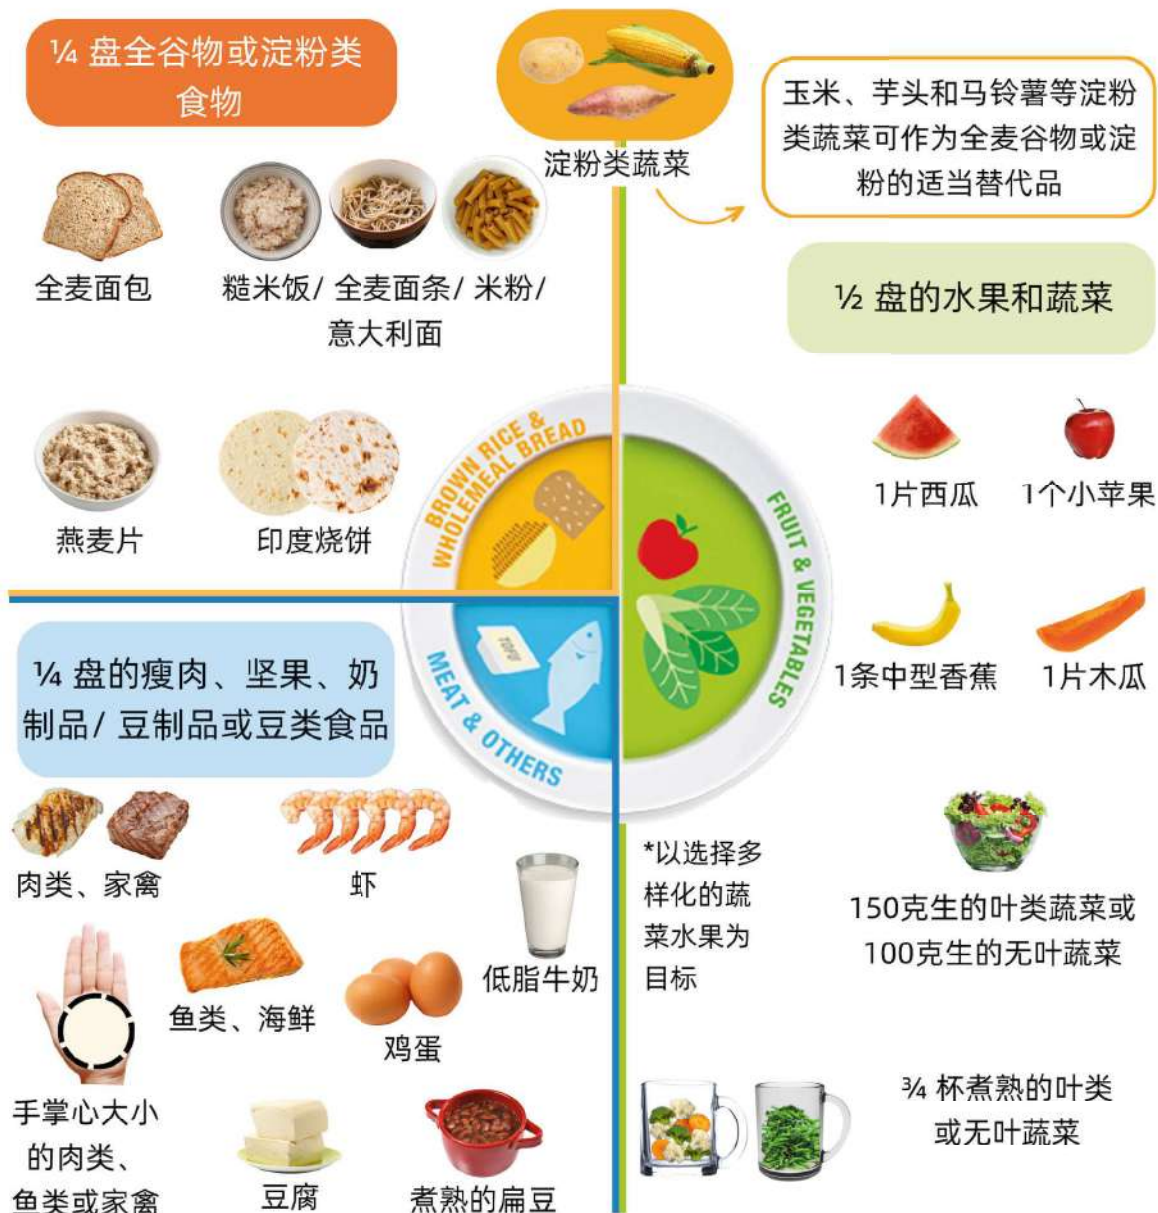 ¼ 盘全谷物或淀粉类
食物
淀粉类蔬菜
玉米、芋头和马铃薯等淀粉
类蔬菜可作为全麦谷物或淀
粉的适当替代品
全麦面包
糙米饭/ 全麦面条/ 米粉/
意大利面
½ 盘的水果和蔬菜
燕麦片
印度烧饼
BROWN RICE &
WHOLEMEAL BREAD
FRUIT & VEGETABLES
MEAT & OTHERS
TOFU
1片西瓜
1个小苹果
1条中型香蕉
1片木瓜
¼ 盘的瘦肉、坚果、奶
制品/ 豆制品或豆类食品
肉类、家禽
虾
低脂牛奶
鱼类、海鲜
鸡蛋
手掌心大小
的肉类、
鱼类或家禽
豆腐
煮熟的扁豆
*以选择多
样化的蔬
菜水果为
目标
150克生的叶类蔬菜或
100克生的无叶蔬菜
¾ 杯煮熟的叶类
或无叶蔬菜